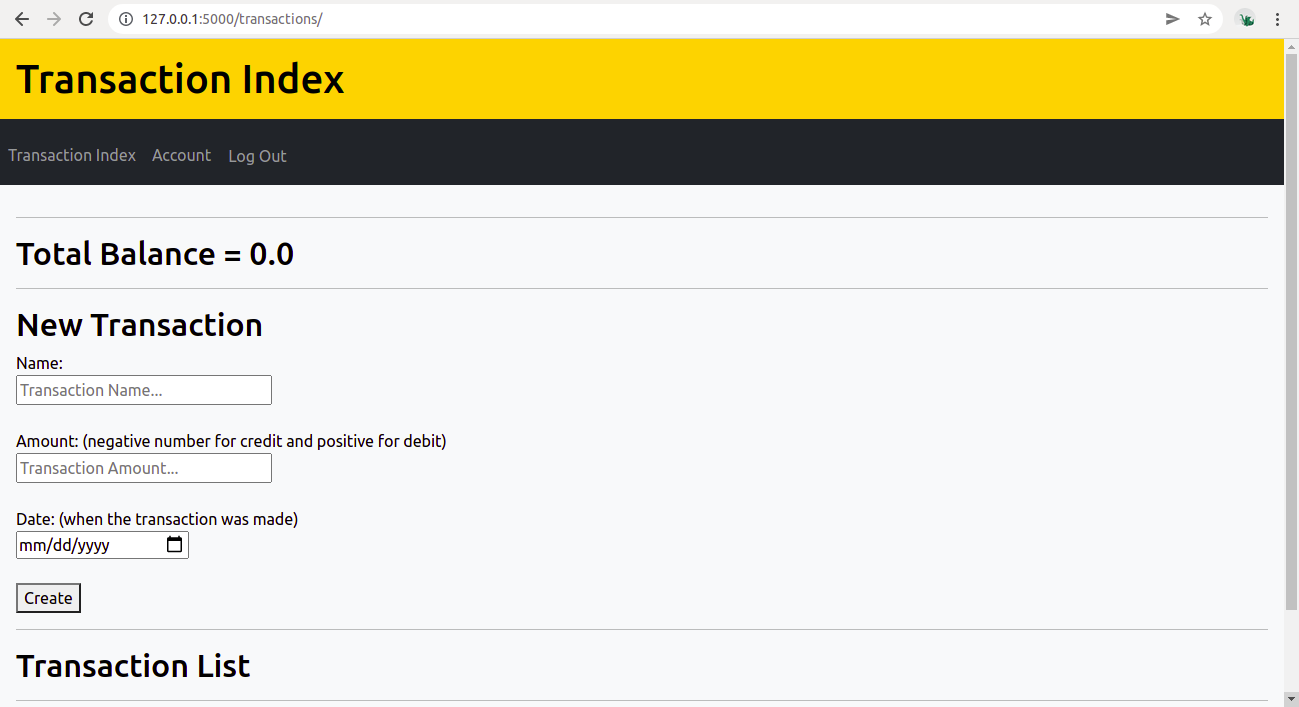 127.0.0.1:5000/transactions/
Transaction Index
Transaction Index Account Log Out
Total Balance = 0.0
New Transaction
Name:
Transaction Name...
Amount: (negative number for credit and positive for debit)
Transaction Amount...
Date: (when the transaction was made)
mm/dd/yyyy
Create
Transaction List